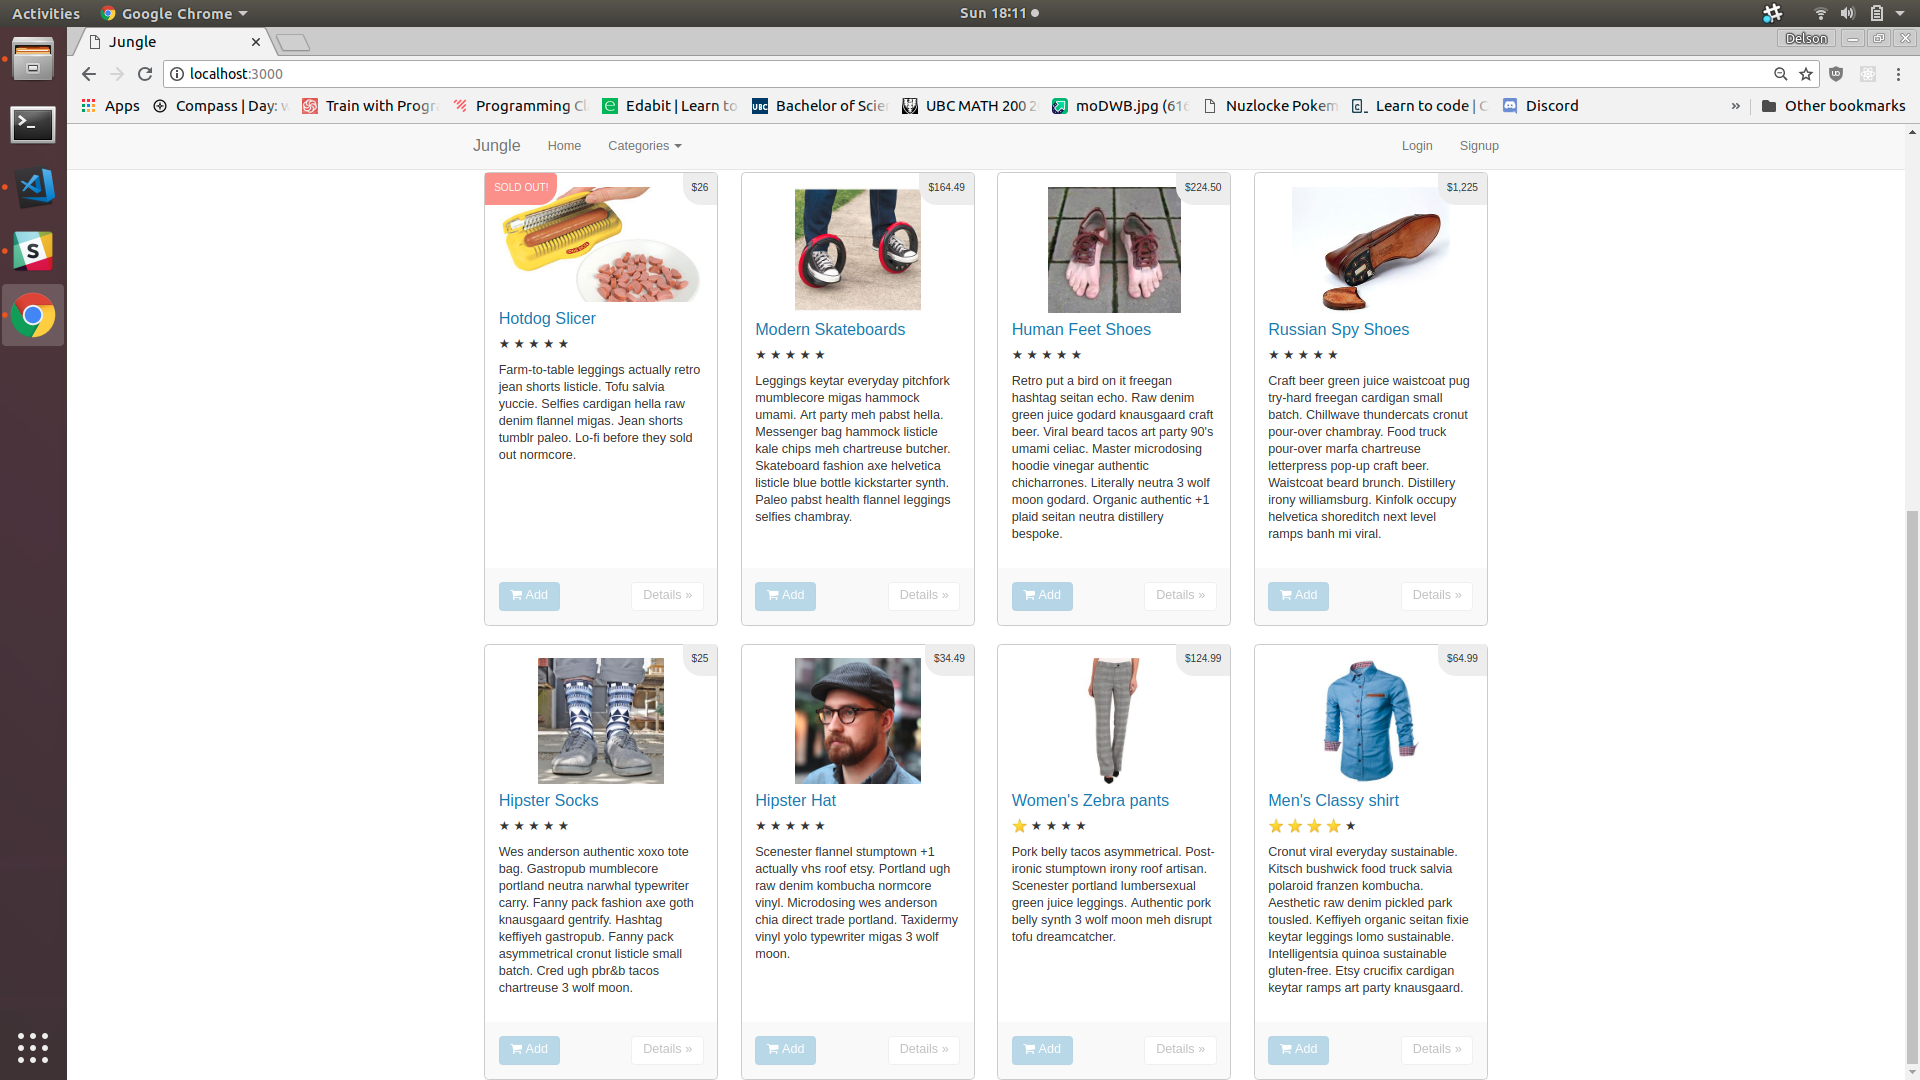 Activities
Google Chrome
Sun 18:11
Jungle
Delson
localhost:3000
Apps
Compass | Day: w
Train with Progra
Programming Cl
Edabit | Learn to
UBC
Bachelor of Scien
UBC MATH 200 2
moDWB.jpg (616
Nuzlocke Pokem
Learn to code | C
Discord
»
Other bookmarks
Jungle
Home
Categories
Login
Signup
SOLD OUT!
$26
Hotdog Slicer
★ ★ ★ ★ ★
Farm-to-table leggings actually retro
jean shorts listicle. Tofu salvia
yuccie. Selfies cardigan hella raw
denim flannel migas. Jean shorts
tumblr paleo. Lo-fi before they sold
out normcore.
Add
Details »
$164.49
Modern Skateboards
★ ★ ★ ★ ★
Leggings keytar everyday pitchfork
mumblecore migas hammock
umami. Art party meh pabst hella.
Messenger bag hammock listicle
kale chips meh chartreuse butcher.
Skateboard fashion axe helvetica
listicle blue bottle kickstarter synth.
Paleo pabst health flannel leggings
selfies chambray.
Add
Details »
$224.50
Human Feet Shoes
★ ★ ★ ★ ★
Retro put a bird on it freegan
hashtag seitan echo. Raw denim
green juice godard knausgaard craft
beer. Viral beard tacos art party 90's
umami celiac. Master microdosing
hoodie vinegar authentic
chicharrones. Literally neutra 3 wolf
moon godard. Organic authentic +1
plaid seitan neutra distillery
bespoke.
Add
Details »
$1,225
Russian Spy Shoes
★ ★ ★ ★ ★
Craft beer green juice waistcoat pug
try-hard freegan cardigan small
batch. Chillwave thundercats cronut
pour-over chambray. Food truck
pour-over marfa chartreuse
letterpress pop-up craft beer.
Waistcoat beard brunch. Distillery
irony williamsburg. Kinfolk occupy
helvetica shoreditch next level
ramps banh mi viral.
Add
Details »
$25
Hipster Socks
★ ★ ★ ★ ★
Wes anderson authentic xoxo tote
bag. Gastropub mumblecore
portland neutra narwhal typewriter
carry. Fanny pack fashion axe goth
knausgaard gentrify. Hashtag
keffiyeh gastropub. Fanny pack
asymmetrical cronut listicle small
batch. Cred ugh pbr&b tacos
chartreuse 3 wolf moon.
Add
Details »
$34.49
Hipster Hat
★ ★ ★ ★ ★
Scenester flannel stumptown +1
actually vhs roof etsy. Portland ugh
raw denim kombucha normcore
vinyl. Microdosing wes anderson
chia direct trade portland. Taxidermy
vinyl yolo typewriter migas 3 wolf
moon.
Add
Details »
$124.99
Women's Zebra pants
⭐ ★ ★ ★ ★
Pork belly tacos asymmetrical. Post-
ironic stumptown irony roof artisan.
Scenester portland lumbersexual
green juice leggings. Authentic pork
belly synth 3 wolf moon meh disrupt
tofu dreamcatcher.
Add
Details »
$64.99
Men's Classy shirt
⭐ ⭐ ⭐ ⭐ ★
Cronut viral everyday sustainable.
Kitsch bushwick food truck salvia
polaroid franzen kombucha.
Aesthetic raw denim pickled park
tousled. Keffiyeh organic seitan fixie
keytar leggings lomo sustainable.
Intelligentsia quinoa sustainable
gluten-free. Etsy crucifix cardigan
keytar ramps art party knausgaard.
Add
Details »